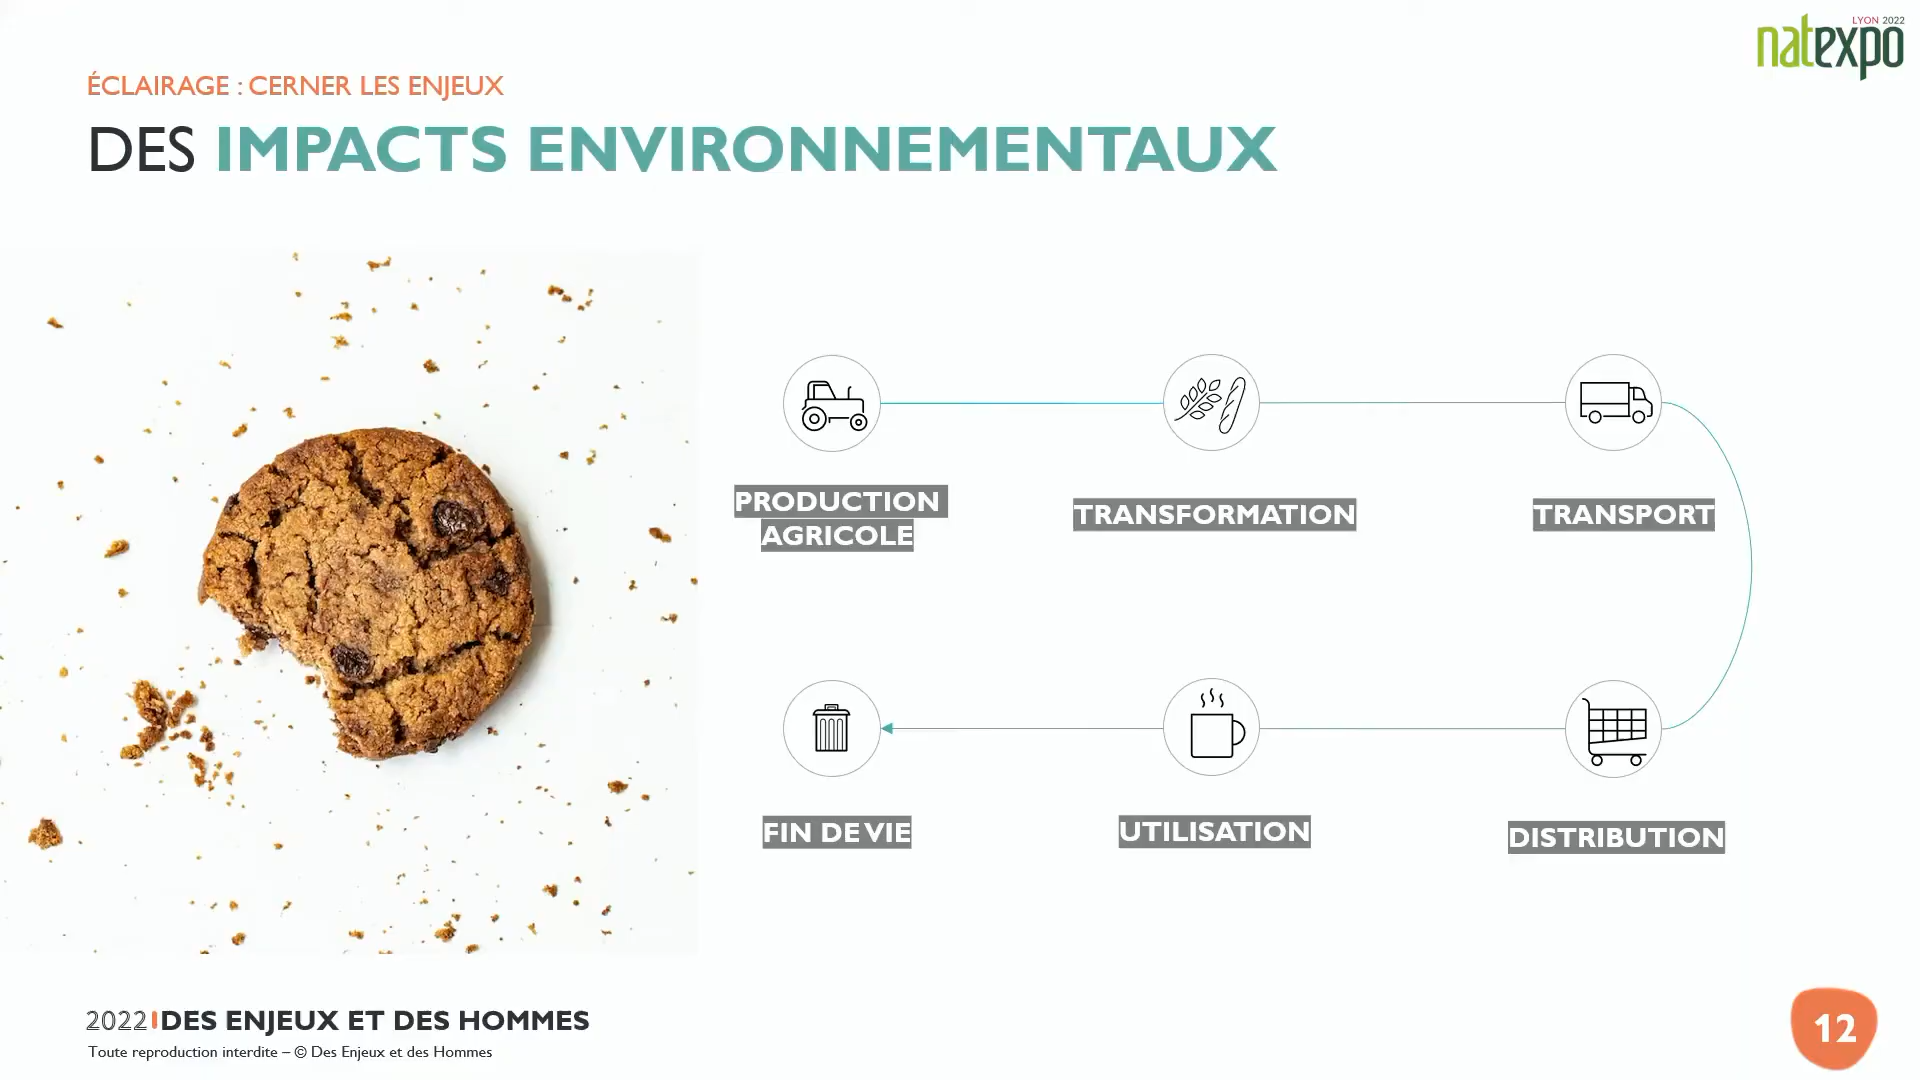 LYON 2022
natexpo
ÉCLAIRAGE : CERNER LES ENJEUX
DES IMPACTS ENVIRONNEMENTAUX
PRODUCTION
AGRICOLE
TRANSFORMATION
TRANSPORT
FIN DE VIE
UTILISATION
DISTRIBUTION
2022 DES ENJEUX ET DES HOMMES
Toute reproduction interdite – © Des Enjeux et des Hommes
12